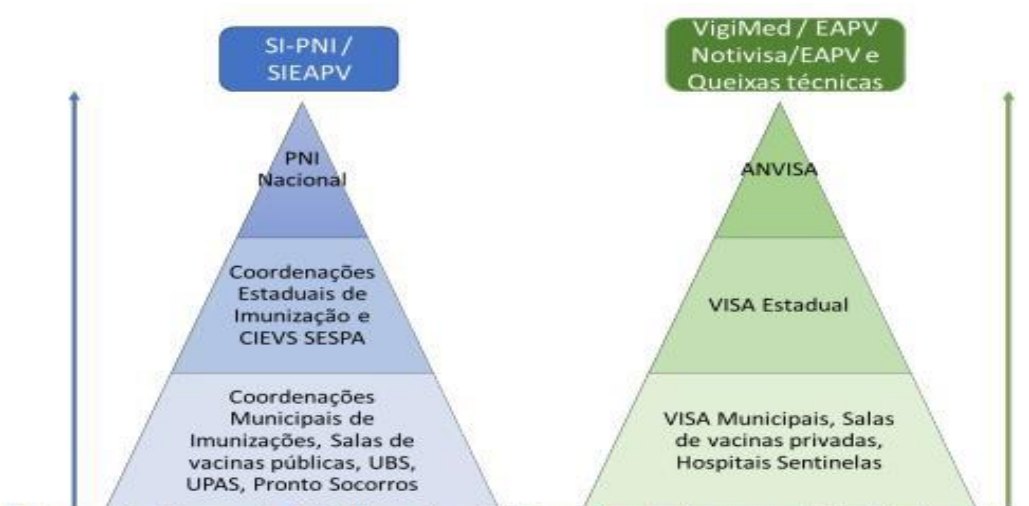 SI-PNI /
SIEAPV
PNI
Nacional
Coordenações
Estaduais de
Imunização e
CIEVS SESPA
Coordenações
Municipais de
Imunizações, Salas de
vacinas públicas, UBS,
UPAS, Pronto Socorros
VigiMed / EAPV
Notivisa/EAPV e
Queixas técnicas
ANVISA
VISA Estadual
VISA Municipais, Salas
de vacinas privadas,
Hospitais Sentinelas